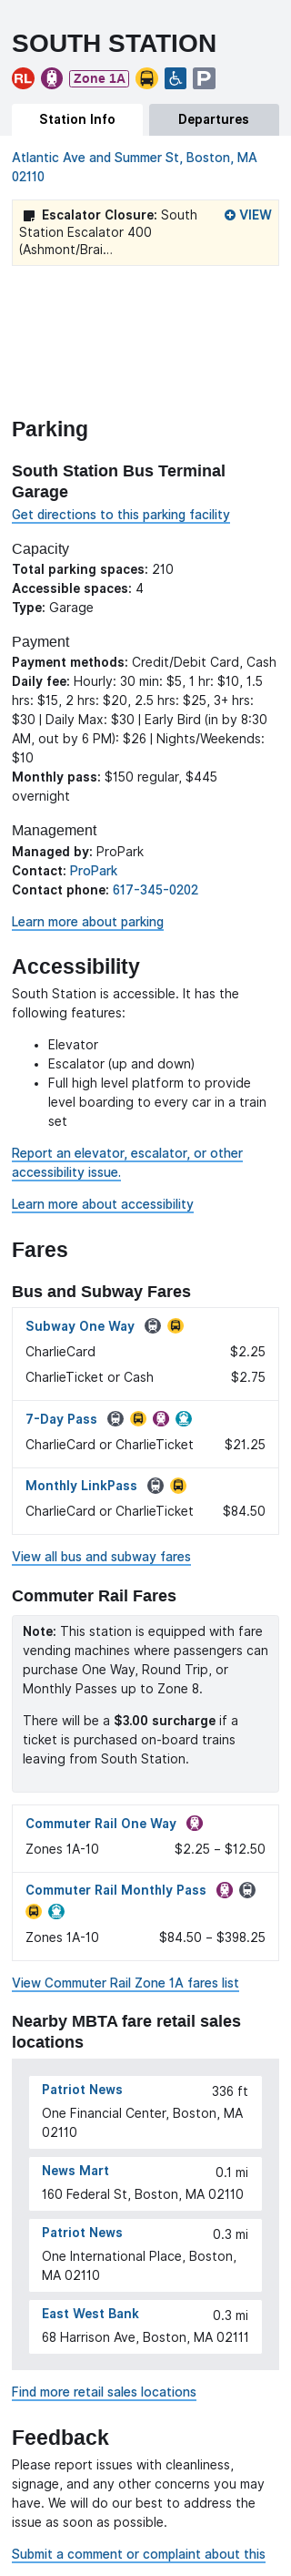 SOUTH STATION
RL Zone 1A P
Station Info Departures
Atlantic Ave and Summer St, Boston, MA
02110
Escalator Closure: South VIEW
Station Escalator 400
(Ashmont/Brai...
Parking
South Station Bus Terminal
Garage
Get directions to this parking facility
Capacity
Total parking spaces: 210
Accessible spaces: 4
Type: Garage
Payment
Payment methods: Credit/Debit Card, Cash
Daily fee: Hourly: 30 min: $5, 1 hr: $10, 1.5
hrs: $15, 2 hrs: $20, 2.5 hrs: $25, 3+ hrs:
$30 | Daily Max: $30 | Early Bird (in by 8:30
AM, out by 6 PM): $26 | Nights/Weekends:
$10
Monthly pass: $150 regular, $445
overnight
Management
Managed by: ProPark
Contact: ProPark
Contact phone: 617-345-0202
Learn more about parking
Accessibility
South Station is accessible. It has the
following features:
• Elevator
• Escalator (up and down)
• Full high level platform to provide
level boarding to every car in a train
set
Report an elevator, escalator, or other
accessibility issue.
Learn more about accessibility
Fares
Bus and Subway Fares
Subway One Way
CharlieCard $2.25
CharlieTicket or Cash $2.75
7-Day Pass
CharlieCard or CharlieTicket $21.25
Monthly LinkPass
CharlieCard or CharlieTicket $84.50
View all bus and subway fares
Commuter Rail Fares
Note: This station is equipped with fare
vending machines where passengers can
purchase One Way, Round Trip, or
Monthly Passes up to Zone 8.
There will be a $3.00 surcharge if a
ticket is purchased on-board trains
leaving from South Station.
Commuter Rail One Way
Zones 1A-10 $2.25 – $12.50
Commuter Rail Monthly Pass
Zones 1A-10 $84.50 – $398.25
View Commuter Rail Zone 1A fares list
Nearby MBTA fare retail sales
locations
Patriot News 336 ft
One Financial Center, Boston, MA
02110
News Mart 0.1 mi
160 Federal St, Boston, MA 02110
Patriot News 0.3 mi
One International Place, Boston,
MA 02110
East West Bank 0.3 mi
68 Harrison Ave, Boston, MA 02111
Find more retail sales locations
Feedback
Please report issues with cleanliness,
signage, and any other concerns you may
have. We will do our best to address the
issue as soon as possible.
Submit a comment or complaint about this